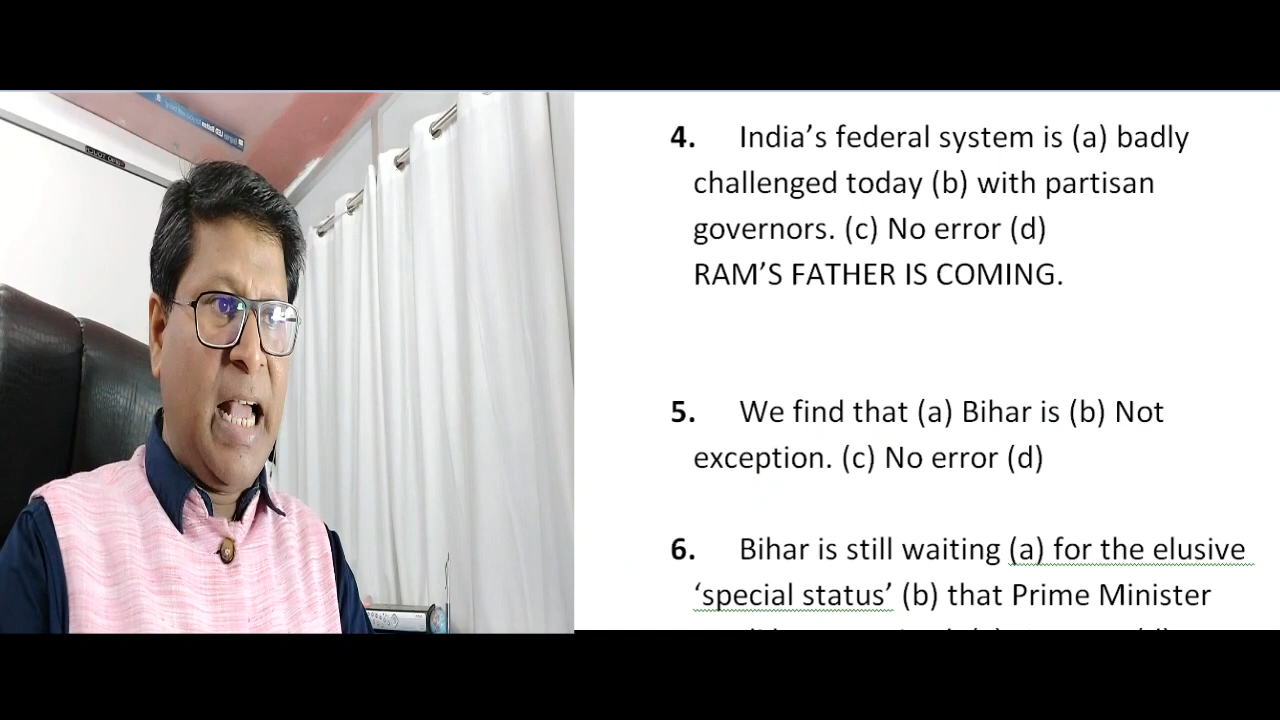 4. India's federal system is (a) badly
challenged today (b) with partisan
governors. (c) No error (d)
RAM'S FATHER IS COMING.
5. We find that (a) Bihar is (b) Not
exception. (c) No error (d)
6. Bihar is still waiting (a) for the elusive
‘special status’ (b) that Prime Minister